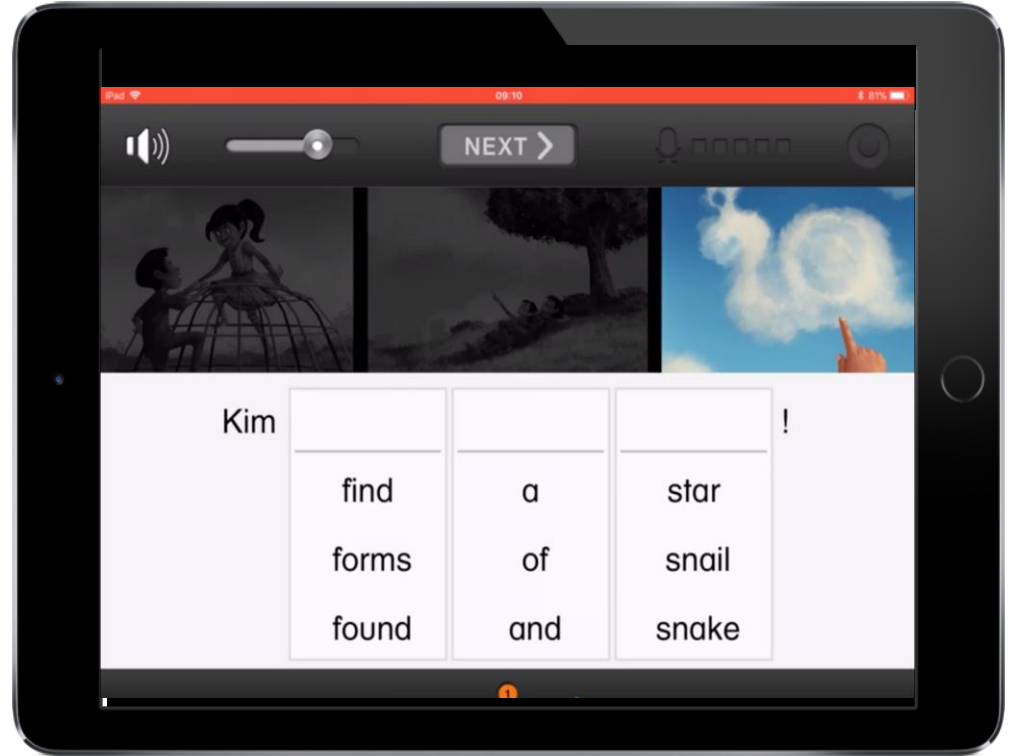 iPad 09:10 81%
NEXT
Kim !
find a star
forms of snail
found and snake
1